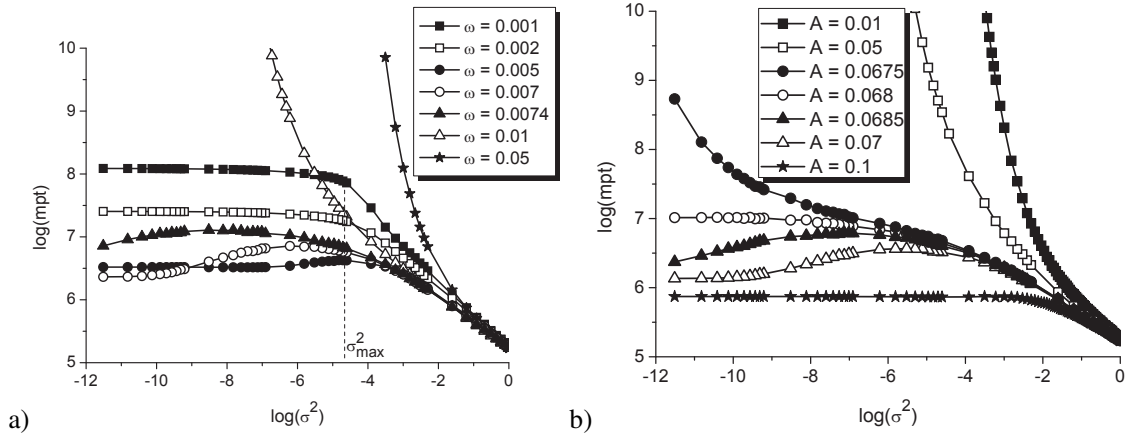 a)
log(mpt)
10
9
8
7
6
5
-12 -10 -8 -6 -4 -2 0
log(σ²)
σ²max
ω = 0.001
ω = 0.002
ω = 0.005
ω = 0.007
ω = 0.0074
ω = 0.01
ω = 0.05
b)
log(mpt)
10
9
8
7
6
5
-12 -10 -8 -6 -4 -2 0
log(σ²)
A = 0.01
A = 0.05
A = 0.0675
A = 0.068
A = 0.0685
A = 0.07
A = 0.1